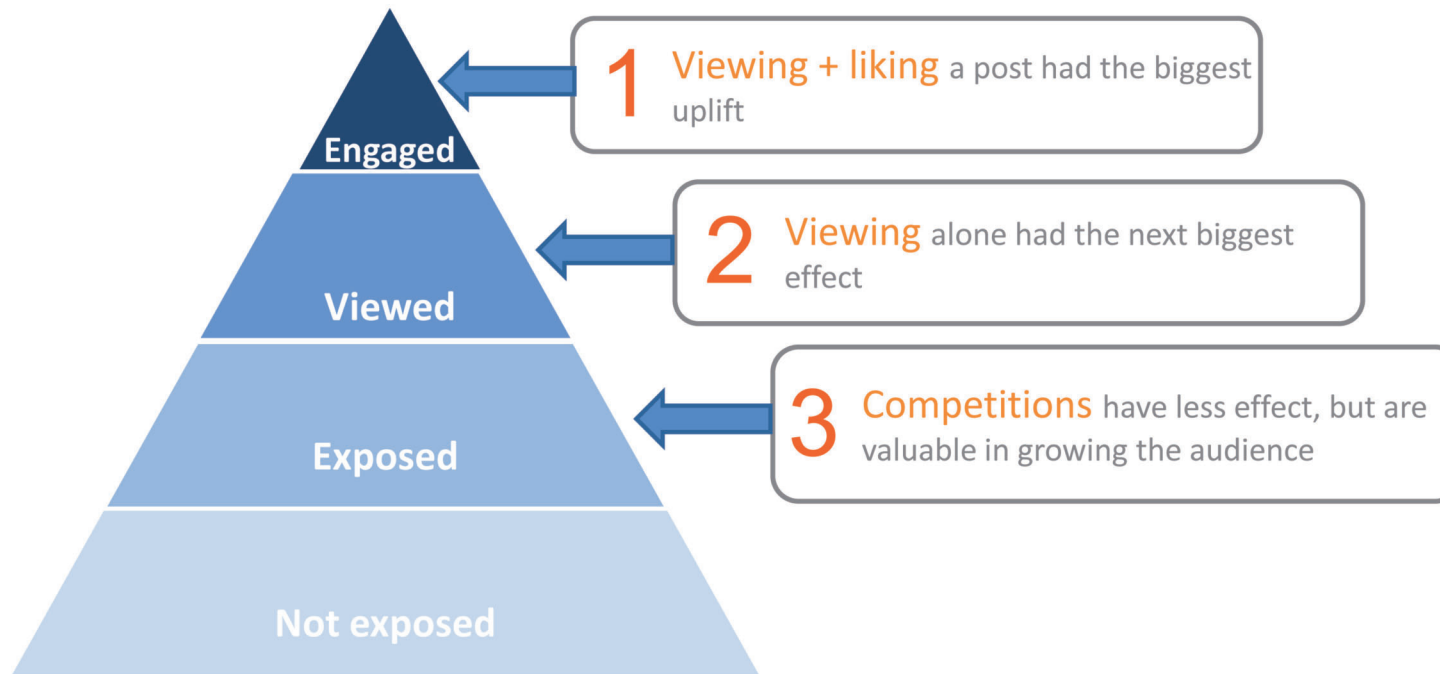 Engaged
1 Viewing + liking a post had the biggest
uplift
Viewed
2 Viewing alone had the next biggest
effect
Exposed
3 Competitions have less effect, but are
valuable in growing the audience
Not exposed